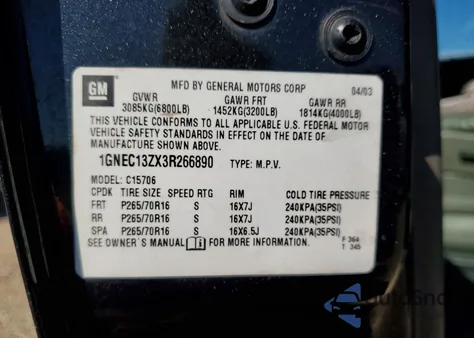 GM
MFD BY GENERAL MOTORS CORP 04/03
GVWR GAWR FRT GAWR RR
3085KG(6800LB) 1452KG(3200LB) 1814KG(4000LB)
THIS VEHICLE CONFORMS TO ALL APPLICABLE U.S. FEDERAL MOTOR
VEHICLE SAFETY STANDARDS IN EFFECT ON THE DATE OF
MANUFACTURE SHOWN ABOVE.
1GNEC13ZX3R266890 TYPE: M.P.V.
MODEL: C15706
CPDK TIRE SIZE SPEED RTG RIM COLD TIRE PRESSURE
FRT P265/70R16 S 16X7J 240KPA(35PSI)
RR P265/70R16 S 16X7J 240KPA(35PSI)
SPA P265/70R16 S 16X6.5J 240KPA(35PSI)
SEE OWNER'S MANUAL FOR MORE INFORMATION.
F 364
T 345
AutoSnap